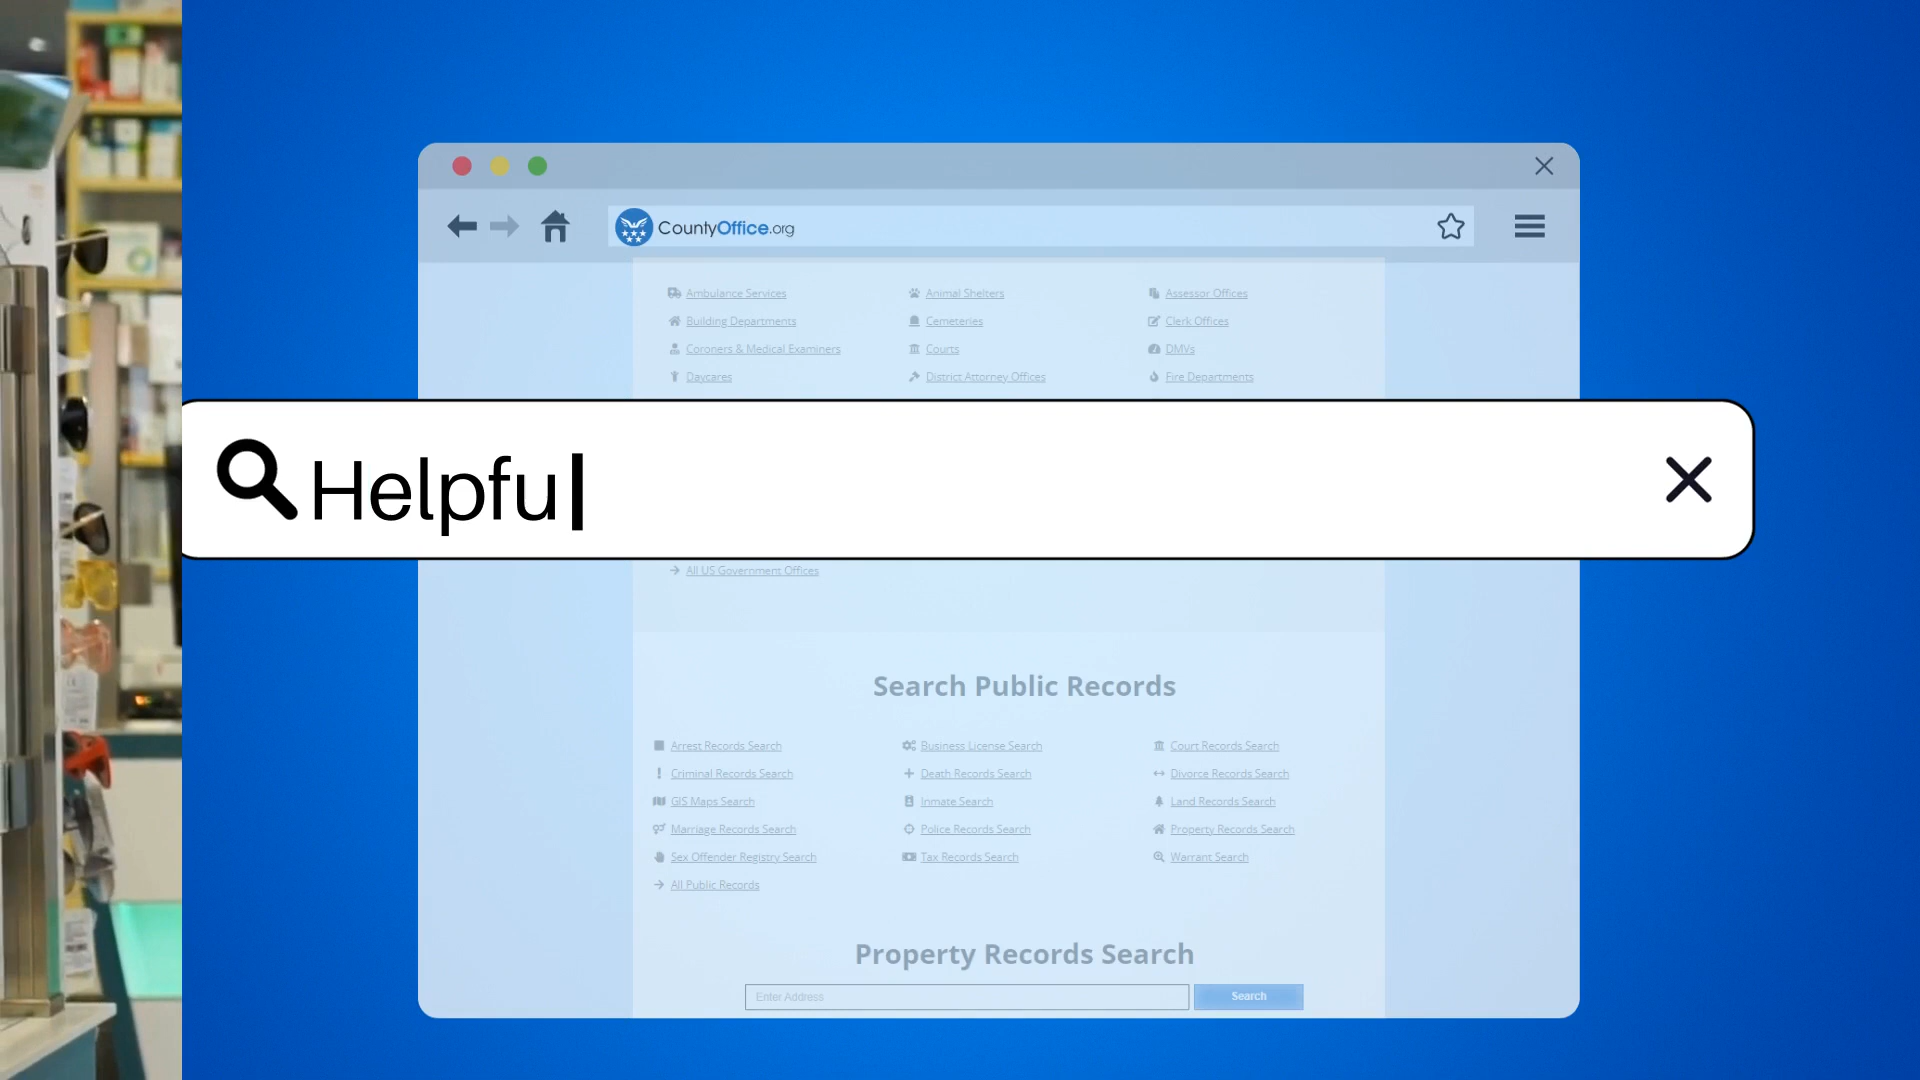 CountyOffice.org
Ambulance Services Animal Shelters Assessor Offices
Building Departments Cemeteries Clerk Offices
Coroners & Medical Examiners Courts DMVs
Daycares District Attorney Offices Fire Departments
Helpfu
All US Government Offices
Search Public Records
Arrest Records Search Business License Search Court Records Search
Criminal Records Search Death Records Search Divorce Records Search
GIS Maps Search Inmate Search Land Records Search
Marriage Records Search Police Records Search Property Records Search
Sex Offender Registry Search Tax Records Search Warrant Search
All Public Records
Property Records Search
Enter Address Search